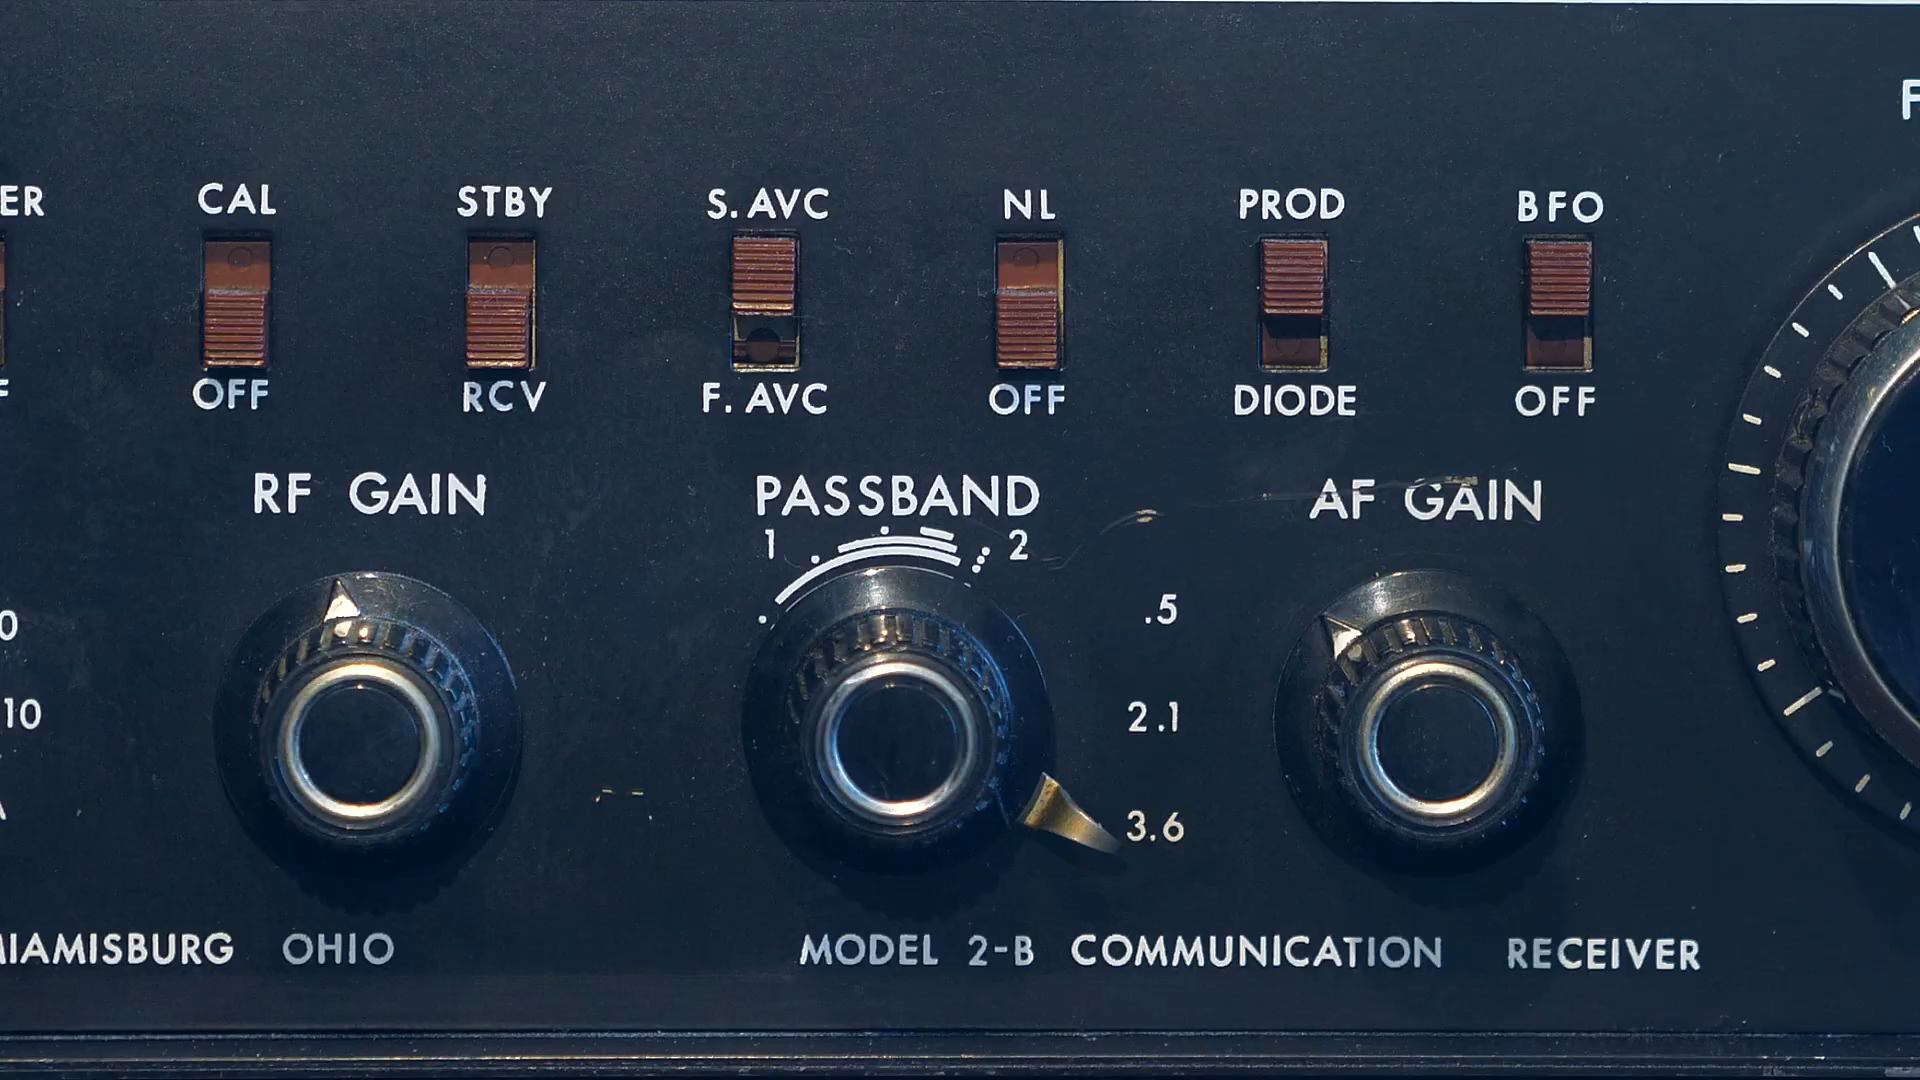 ER CAL STBY S. AVC NL PROD BFO F
F OFF RCV F. AVC OFF DIODE OFF
RF GAIN PASSBAND AF GAIN
1 2
0 .5
10 2.1
3.6
MIAMISBURG OHIO MODEL 2-B COMMUNICATION RECEIVER